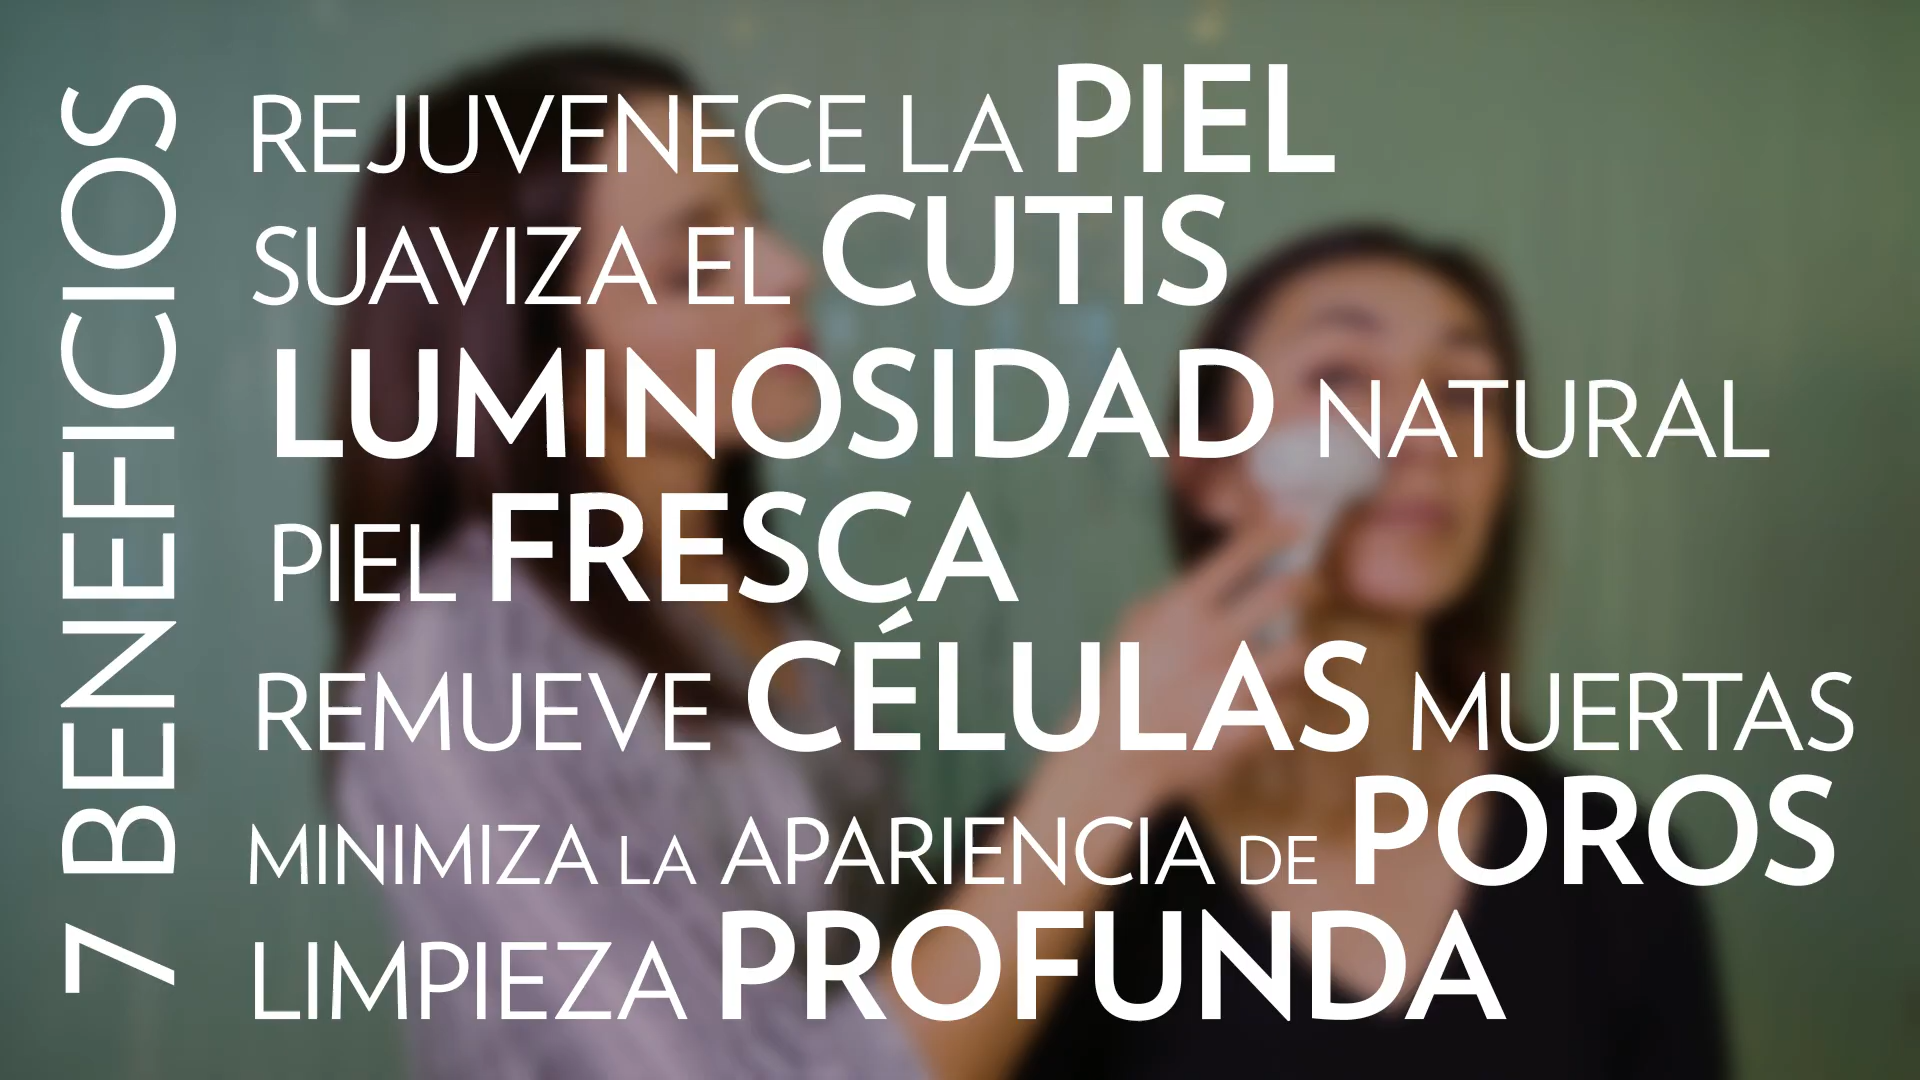 7 BENEFICIOS
REJUVENECE LA PIEL
SUAVIZA EL CUTIS
LUMINOSIDAD NATURAL
PIEL FRESCA
REMUEVE CÉLULAS MUERTAS
MINIMIZA LA APARIENCIA DE POROS
LIMPIEZA PROFUNDA